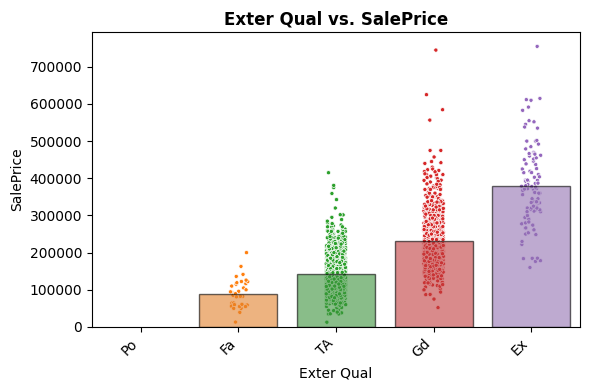 Exter Qual vs. SalePrice
SalePrice
700000
600000
500000
400000
300000
200000
100000
0
Po
Fa
TA
Gd
Ex
Exter Qual